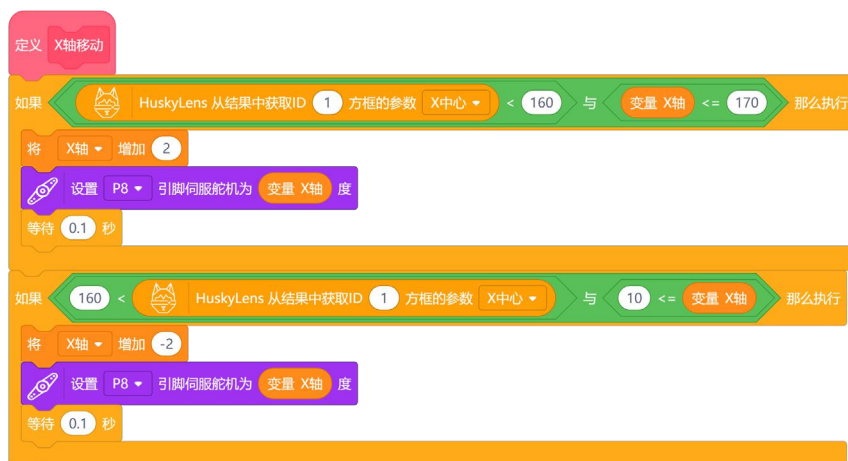 定义 X轴移动
如果 HuskyLens 从结果中获取ID 1 方框的参数 X中心 < 160 与 变量 X轴 <= 170 那么执行
将 X轴 增加 2
设置 P8 引脚伺服舵机为 变量 X轴 度
等待 0.1 秒
如果 160 < HuskyLens 从结果中获取ID 1 方框的参数 X中心 与 10 <= 变量 X轴 那么执行
将 X轴 增加 -2
设置 P8 引脚伺服舵机为 变量 X轴 度
等待 0.1 秒